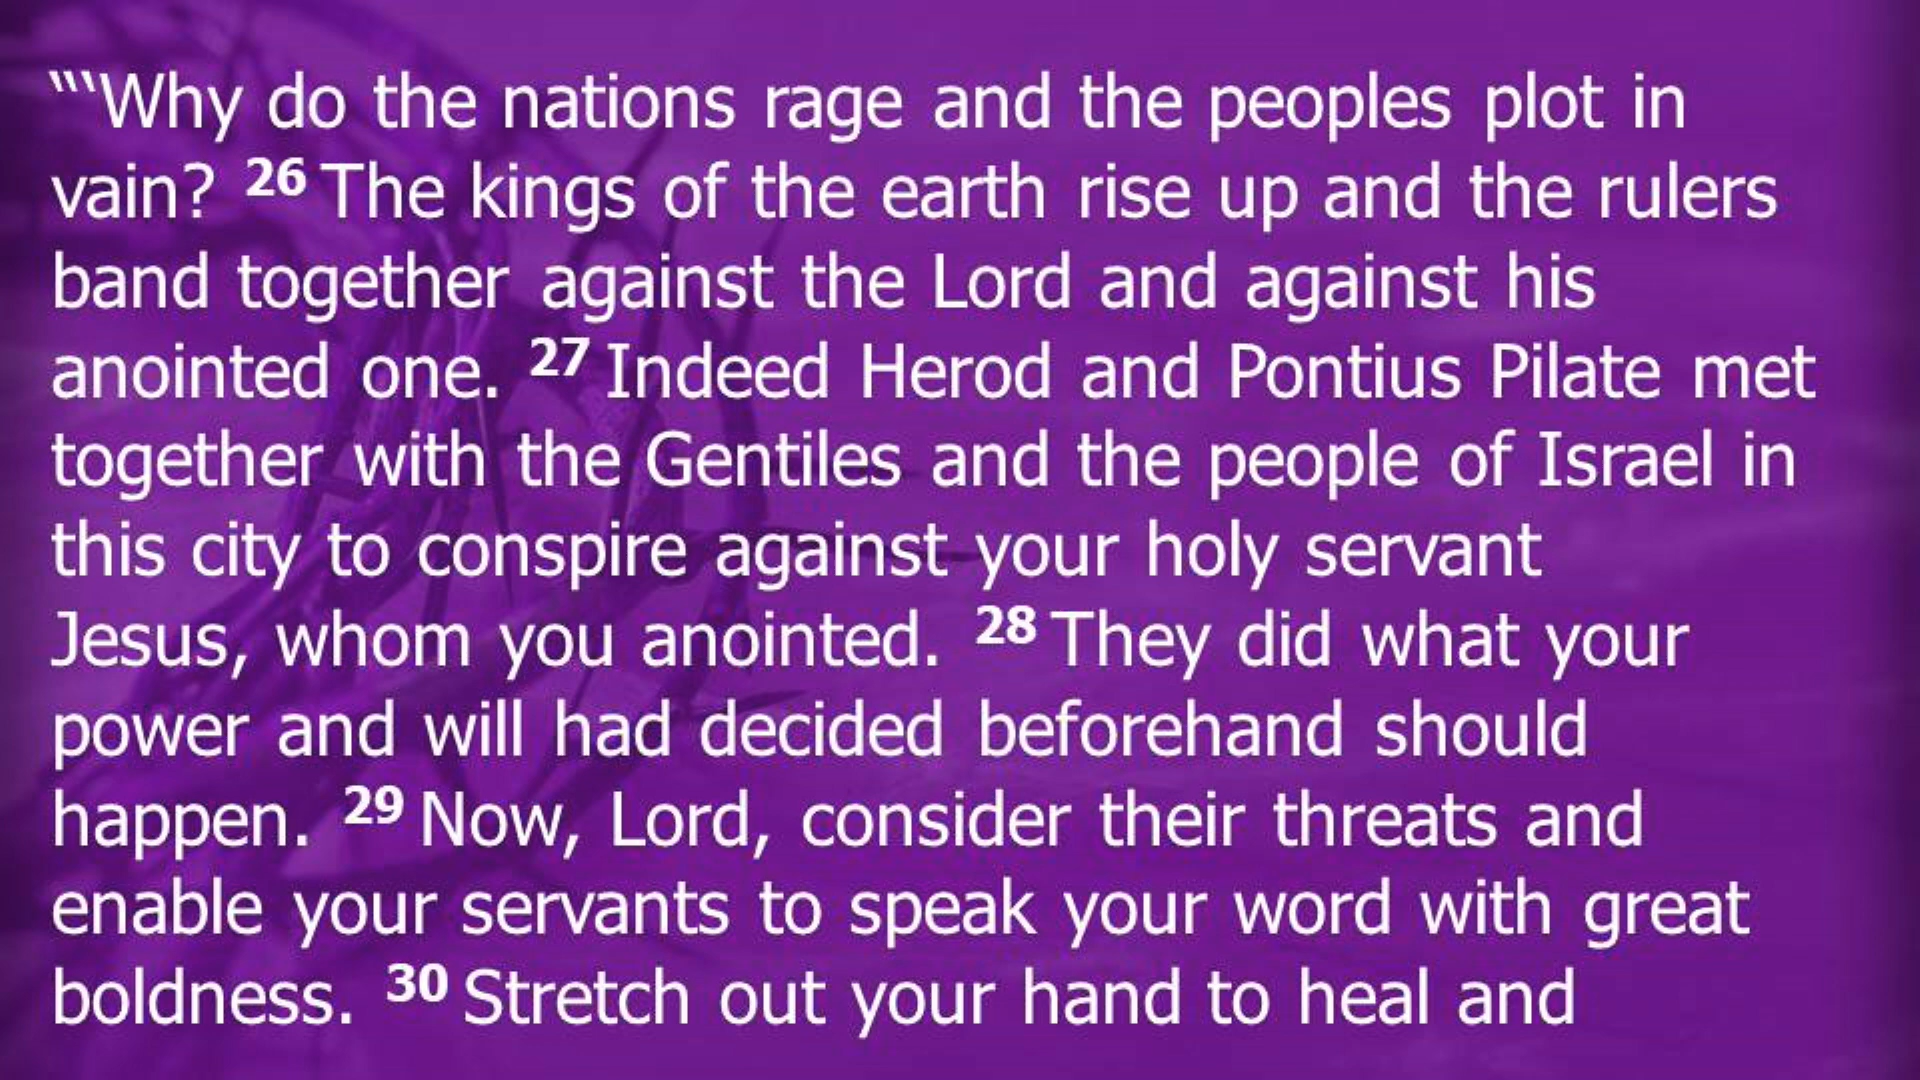 “‘Why do the nations rage and the peoples plot in
vain? 26 The kings of the earth rise up and the rulers
band together against the Lord and against his
anointed one. 27 Indeed Herod and Pontius Pilate met
together with the Gentiles and the people of Israel in
this city to conspire against your holy servant
Jesus, whom you anointed. 28 They did what your
power and will had decided beforehand should
happen. 29 Now, Lord, consider their threats and
enable your servants to speak your word with great
boldness. 30 Stretch out your hand to heal and